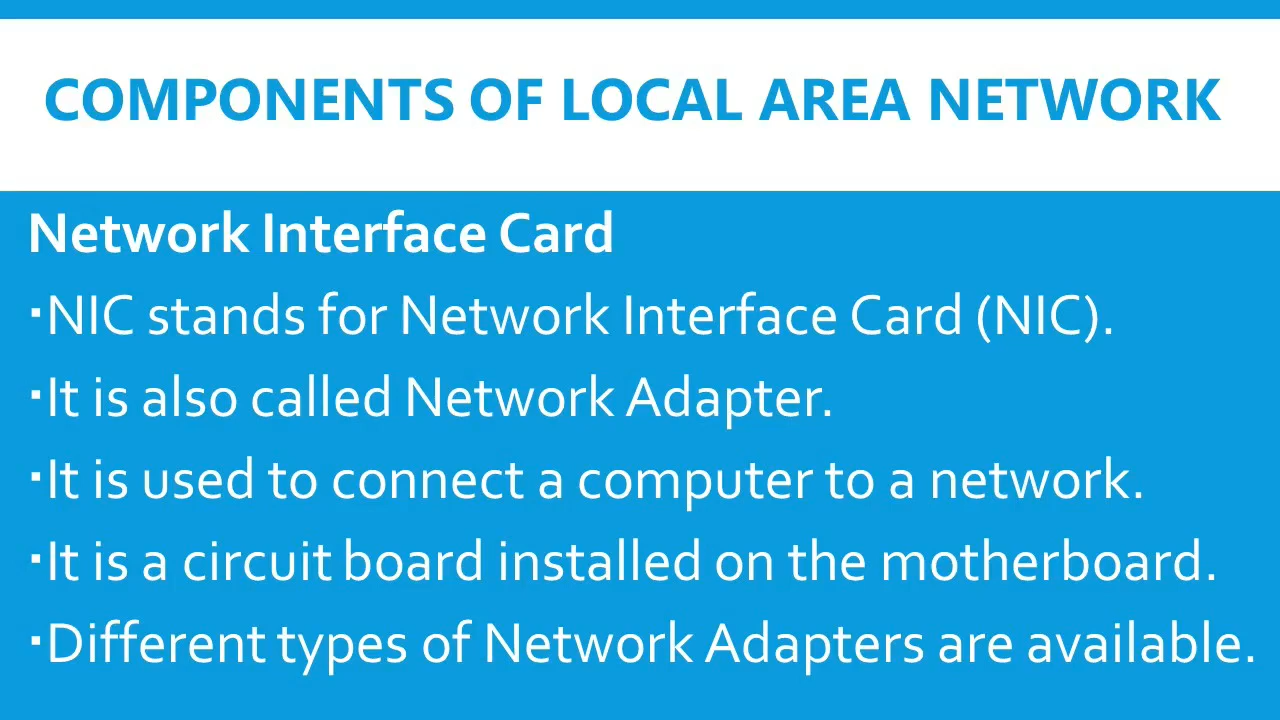 COMPONENTS OF LOCAL AREA NETWORK
Network Interface Card
▪NIC stands for Network Interface Card (NIC).
▪It is also called Network Adapter.
▪It is used to connect a computer to a network.
▪It is a circuit board installed on the motherboard.
▪Different types of Network Adapters are available.